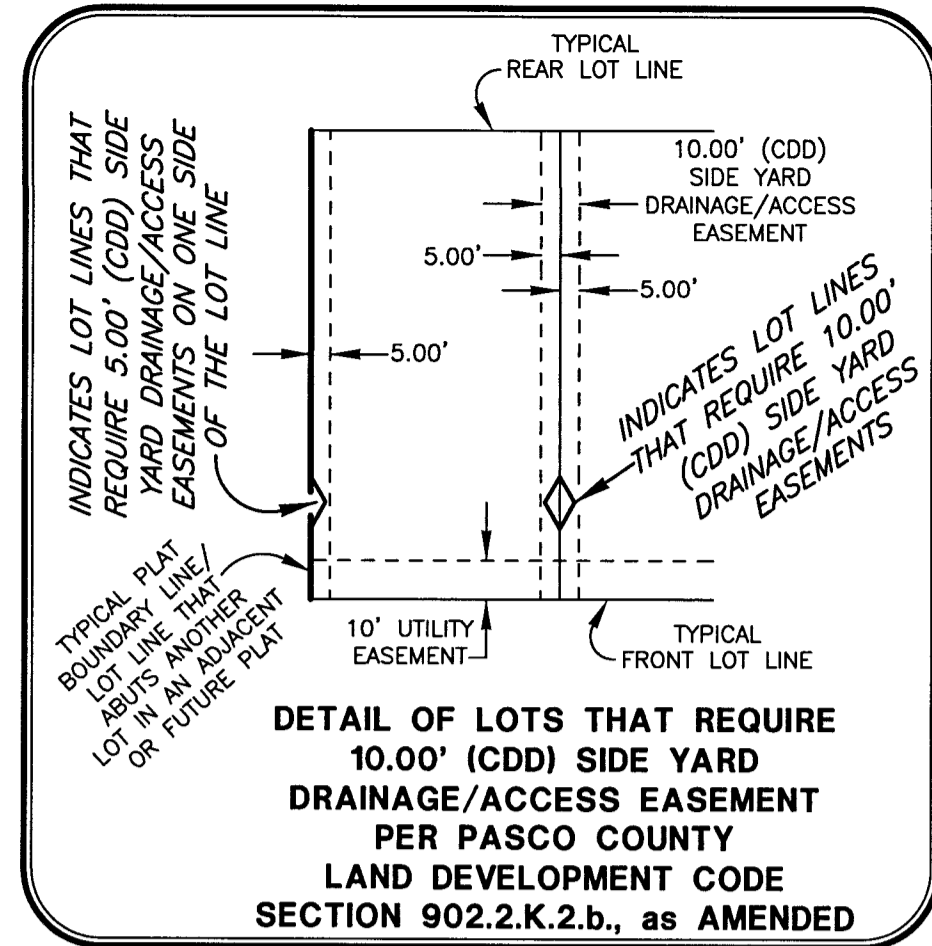 TYPICAL
REAR LOT LINE
INDICATES LOT LINES THAT
REQUIRE 5.00' (CDD) SIDE
YARD DRAINAGE/ACCESS
EASEMENTS ON ONE SIDE
OF THE LOT LINE
10.00' (CDD)
SIDE YARD
DRAINAGE/ACCESS
EASEMENT
5.00'
5.00'
5.00'
INDICATES LOT LINES
THAT REQUIRE 10.00'
(CDD) SIDE YARD
DRAINAGE/ACCESS
EASEMENTS
TYPICAL PLAT
BOUNDARY LINE/
LOT LINE THAT
ABUTS ANOTHER
LOT IN AN ADJACENT
OR FUTURE PLAT
10' UTILITY
EASEMENT
TYPICAL
FRONT LOT LINE
DETAIL OF LOTS THAT REQUIRE
10.00' (CDD) SIDE YARD
DRAINAGE/ACCESS EASEMENT
PER PASCO COUNTY
LAND DEVELOPMENT CODE
SECTION 902.2.K.2.b., as AMENDED